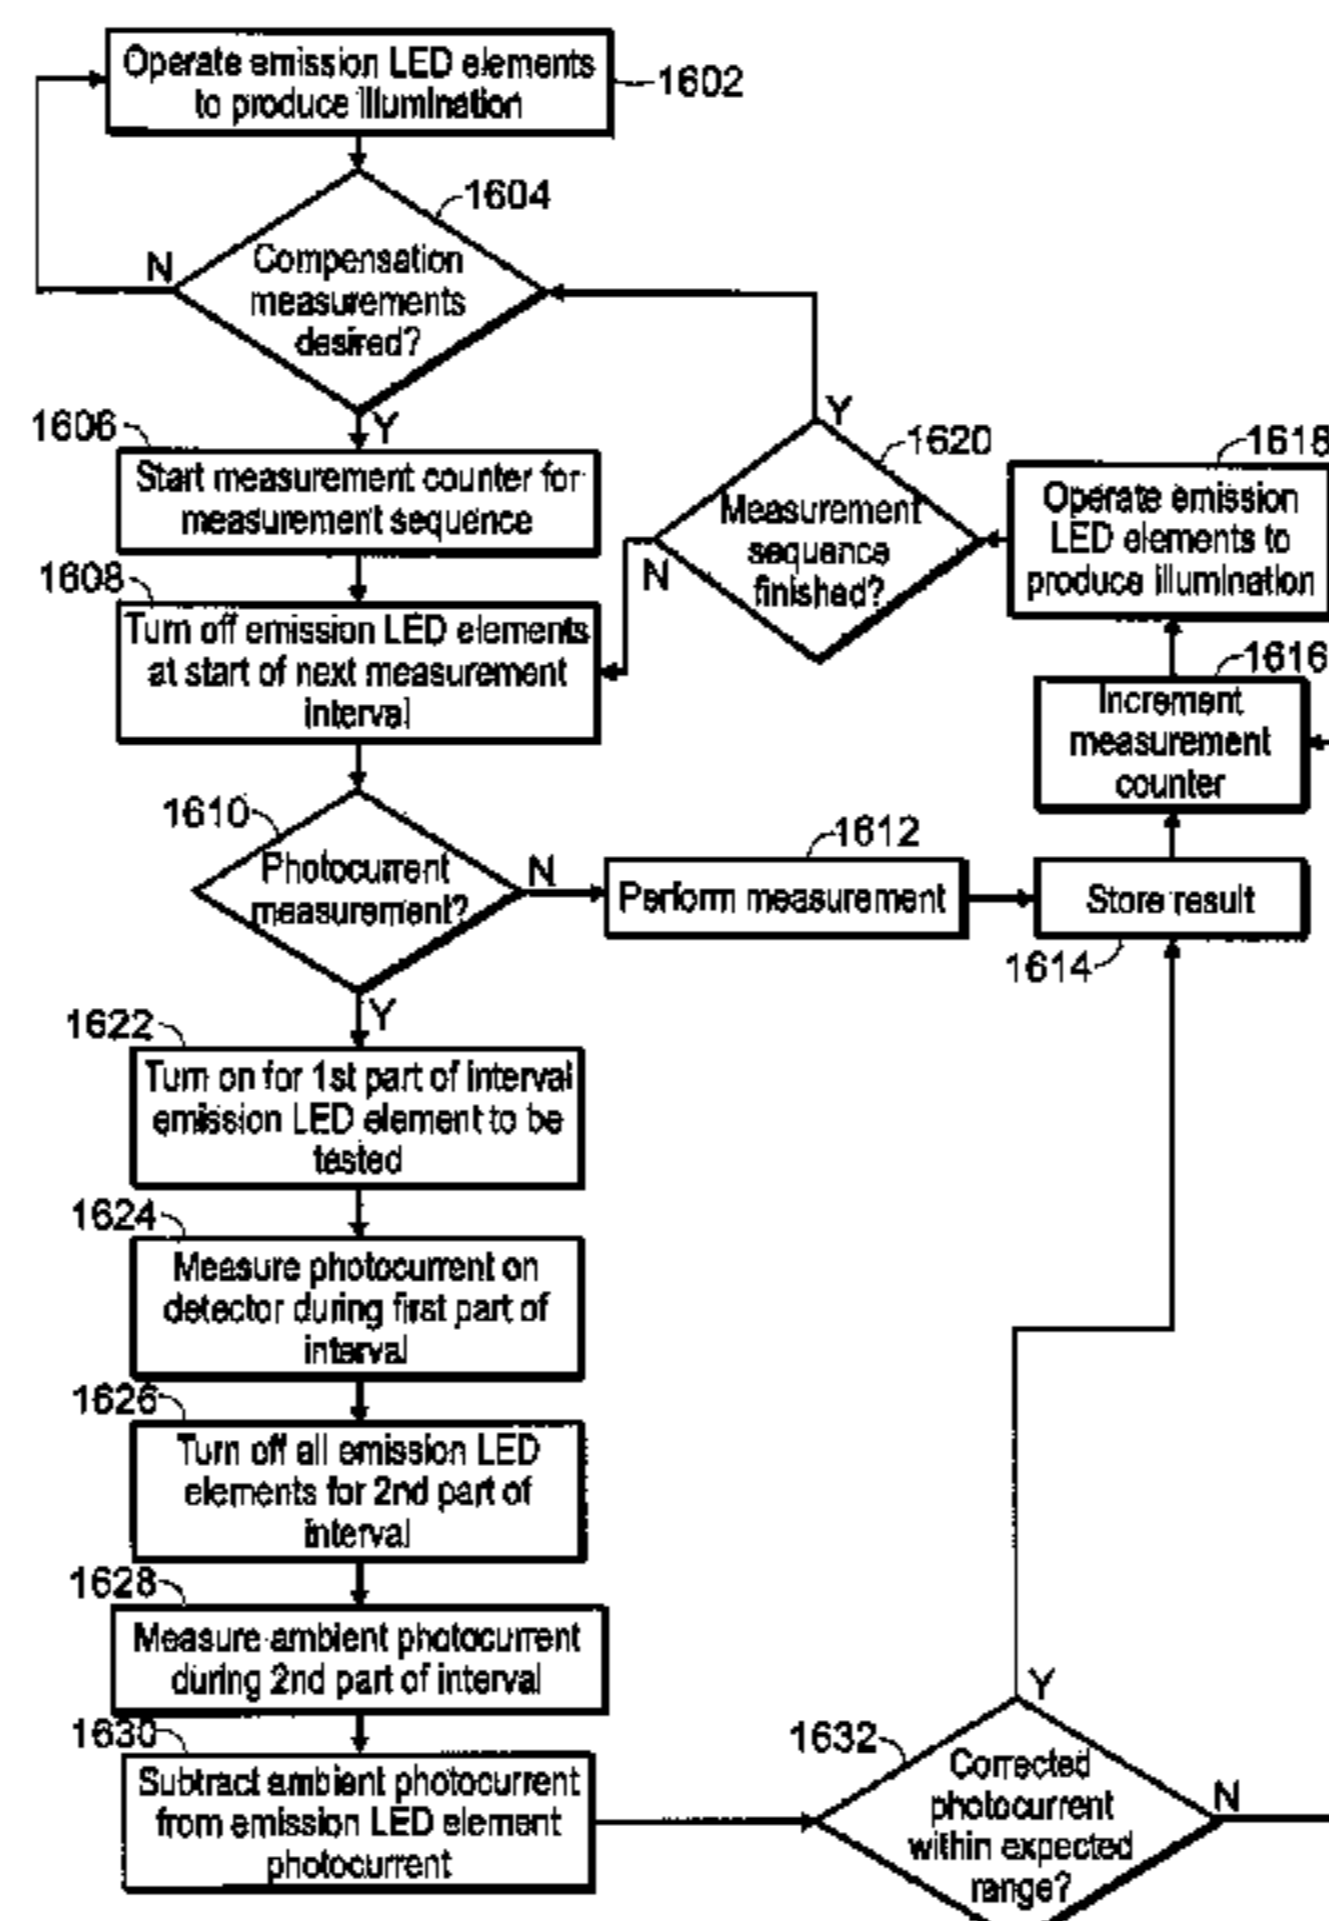 Operate emission LED elements
to produce illumination
1602
1604
N
Compensation
measurements
desired?
Y
1606
Start measurement counter for
measurement sequence
1608
Turn off emission LED elements
at start of next measurement
interval
1610
Photocurrent
measurement?
N
Y
1612
Perform measurement
Store result
1614
1616
Increment
measurement
counter
1618
Operate emission
LED elements to
produce illumination
1620
Measurement
sequence
finished?
Y
N
1622
Turn on for 1st part of interval
emission LED element to be
tested
1624
Measure photocurrent on
detector during first part of
interval
1626
Turn off all emission LED
elements for 2nd part of
interval
1628
Measure ambient photocurrent
during 2nd part of interval
1630
Subtract ambient photocurrent
from emission LED element
photocurrent
1632
Corrected
photocurrent
within expected
range?
Y
N